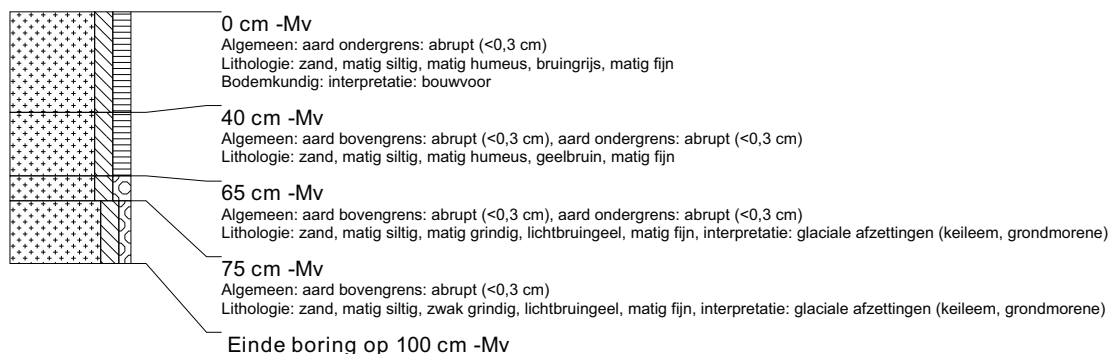 0 cm -Mv
Algemeen: aard ondergrens: abrupt (<0,3 cm)
Lithologie: zand, matig siltig, matig humeus, bruingrijs, matig fijn
Bodemkundig: interpretatie: bouwvoor
40 cm -Mv
Algemeen: aard bovengrens: abrupt (<0,3 cm), aard ondergrens: abrupt (<0,3 cm)
Lithologie: zand, matig siltig, matig humeus, geelbruin, matig fijn
65 cm -Mv
Algemeen: aard bovengrens: abrupt (<0,3 cm), aard ondergrens: abrupt (<0,3 cm)
Lithologie: zand, matig siltig, matig grindig, lichtbruingeel, matig fijn, interpretatie: glaciale afzettingen (keileem, grondmorene)
75 cm -Mv
Algemeen: aard bovengrens: abrupt (<0,3 cm)
Lithologie: zand, matig siltig, zwak grindig, lichtbruingeel, matig fijn, interpretatie: glaciale afzettingen (keileem, grondmorene)
Einde boring op 100 cm -Mv